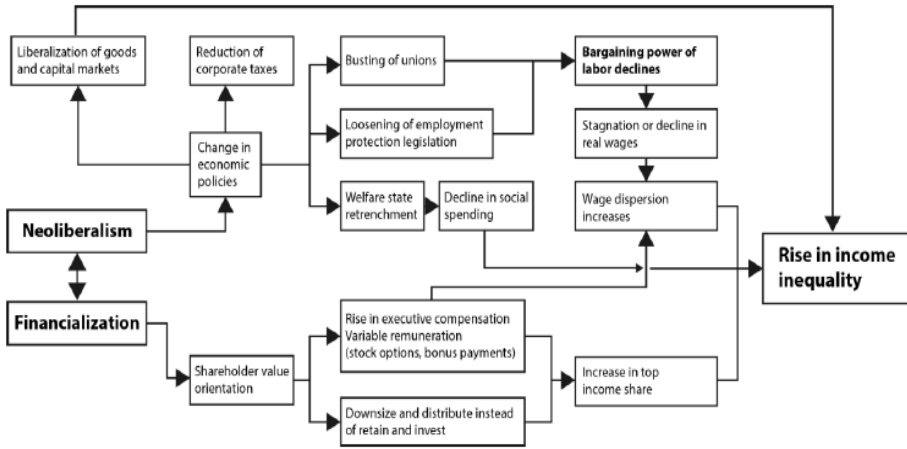 Liberalization of goods
and capital markets
Reduction of
corporate taxes
Busting of unions
Bargaining power of
labor declines
Loosening of employment
protection legislation
Stagnation or decline in
real wages
Change in
economic
policies
Welfare state
retrenchment
Decline in social
spending
Wage dispersion
increases
Neoliberalism
Rise in income
inequality
Financialization
Rise in executive compensation
Variable remuneration
(stock options, bonus payments)
Shareholder value
orientation
Increase in top
income share
Downsize and distribute instead
of retain and invest